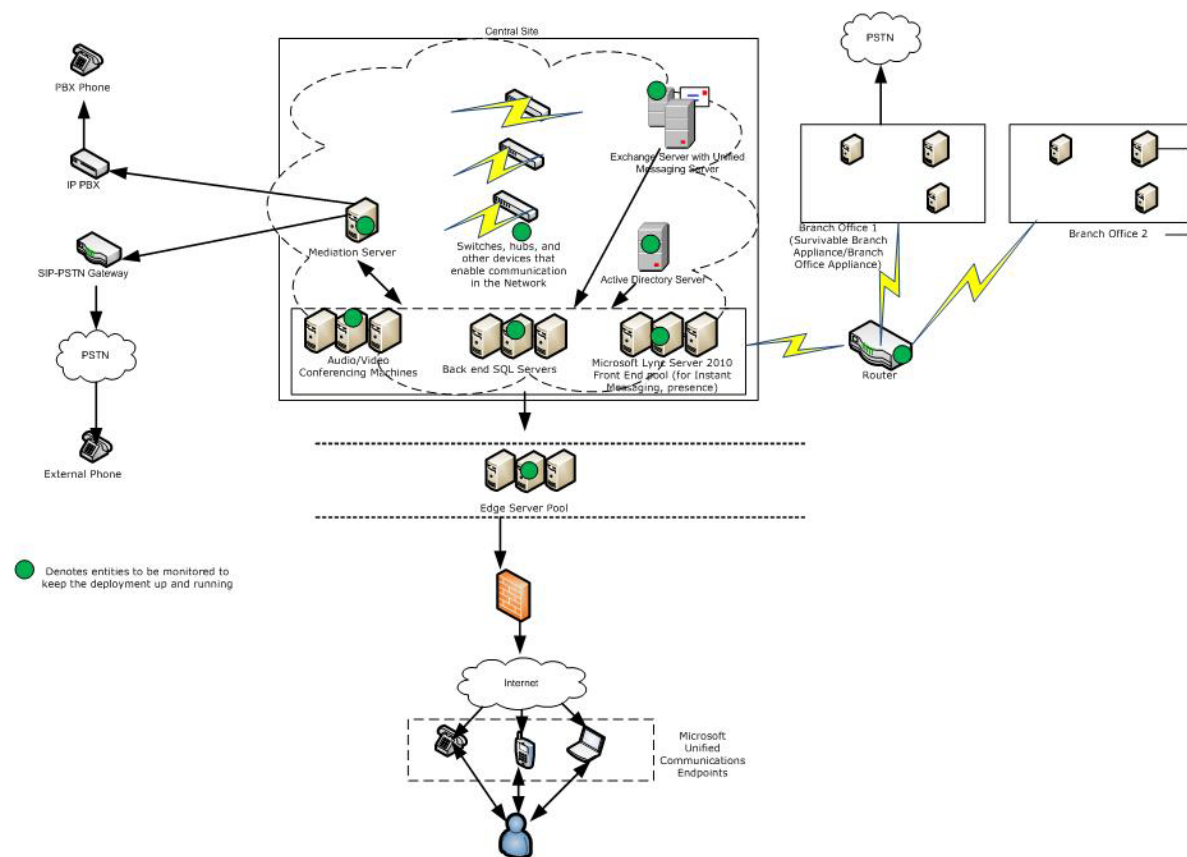 Central Site
PSTN
PBX Phone
IP PBX
SIP-PSTN Gateway
PSTN
External Phone
Mediation Server
Switches, hubs, and
other devices that
enable communication
in the Network
Exchange Server with Unified
Messaging Server
Active Directory Server
Audio/Video
Conferencing Machines
Back end SQL Servers
Microsoft Lync Server 2010
Front End pool (for Instant
Messaging, presence)
Router
Branch Office 1
(Survivable Branch
Appliance/Branch
Office Appliance)
Branch Office 2
Edge Server Pool
Denotes entities to be monitored to
keep the deployment up and running
Internet
Microsoft
Unified
Communications
Endpoints